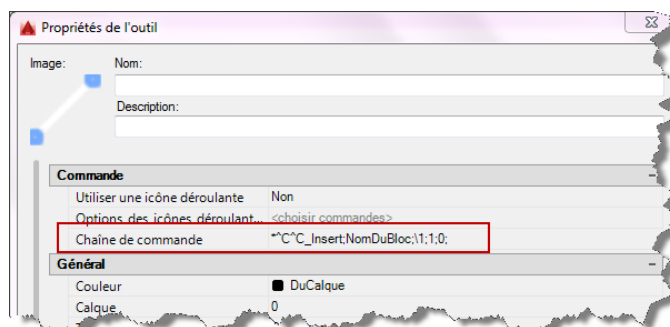 Propriétés de l'outil
Image:
Nom:
Description:
Commande
Utiliser une icône déroulante Non
Options des icônes déroulant... <choisir commandes>
Chaîne de commande *^C^C_Insert;NomDuBloc;\1;1;0;
Général
Couleur DuCalque
Calque 0